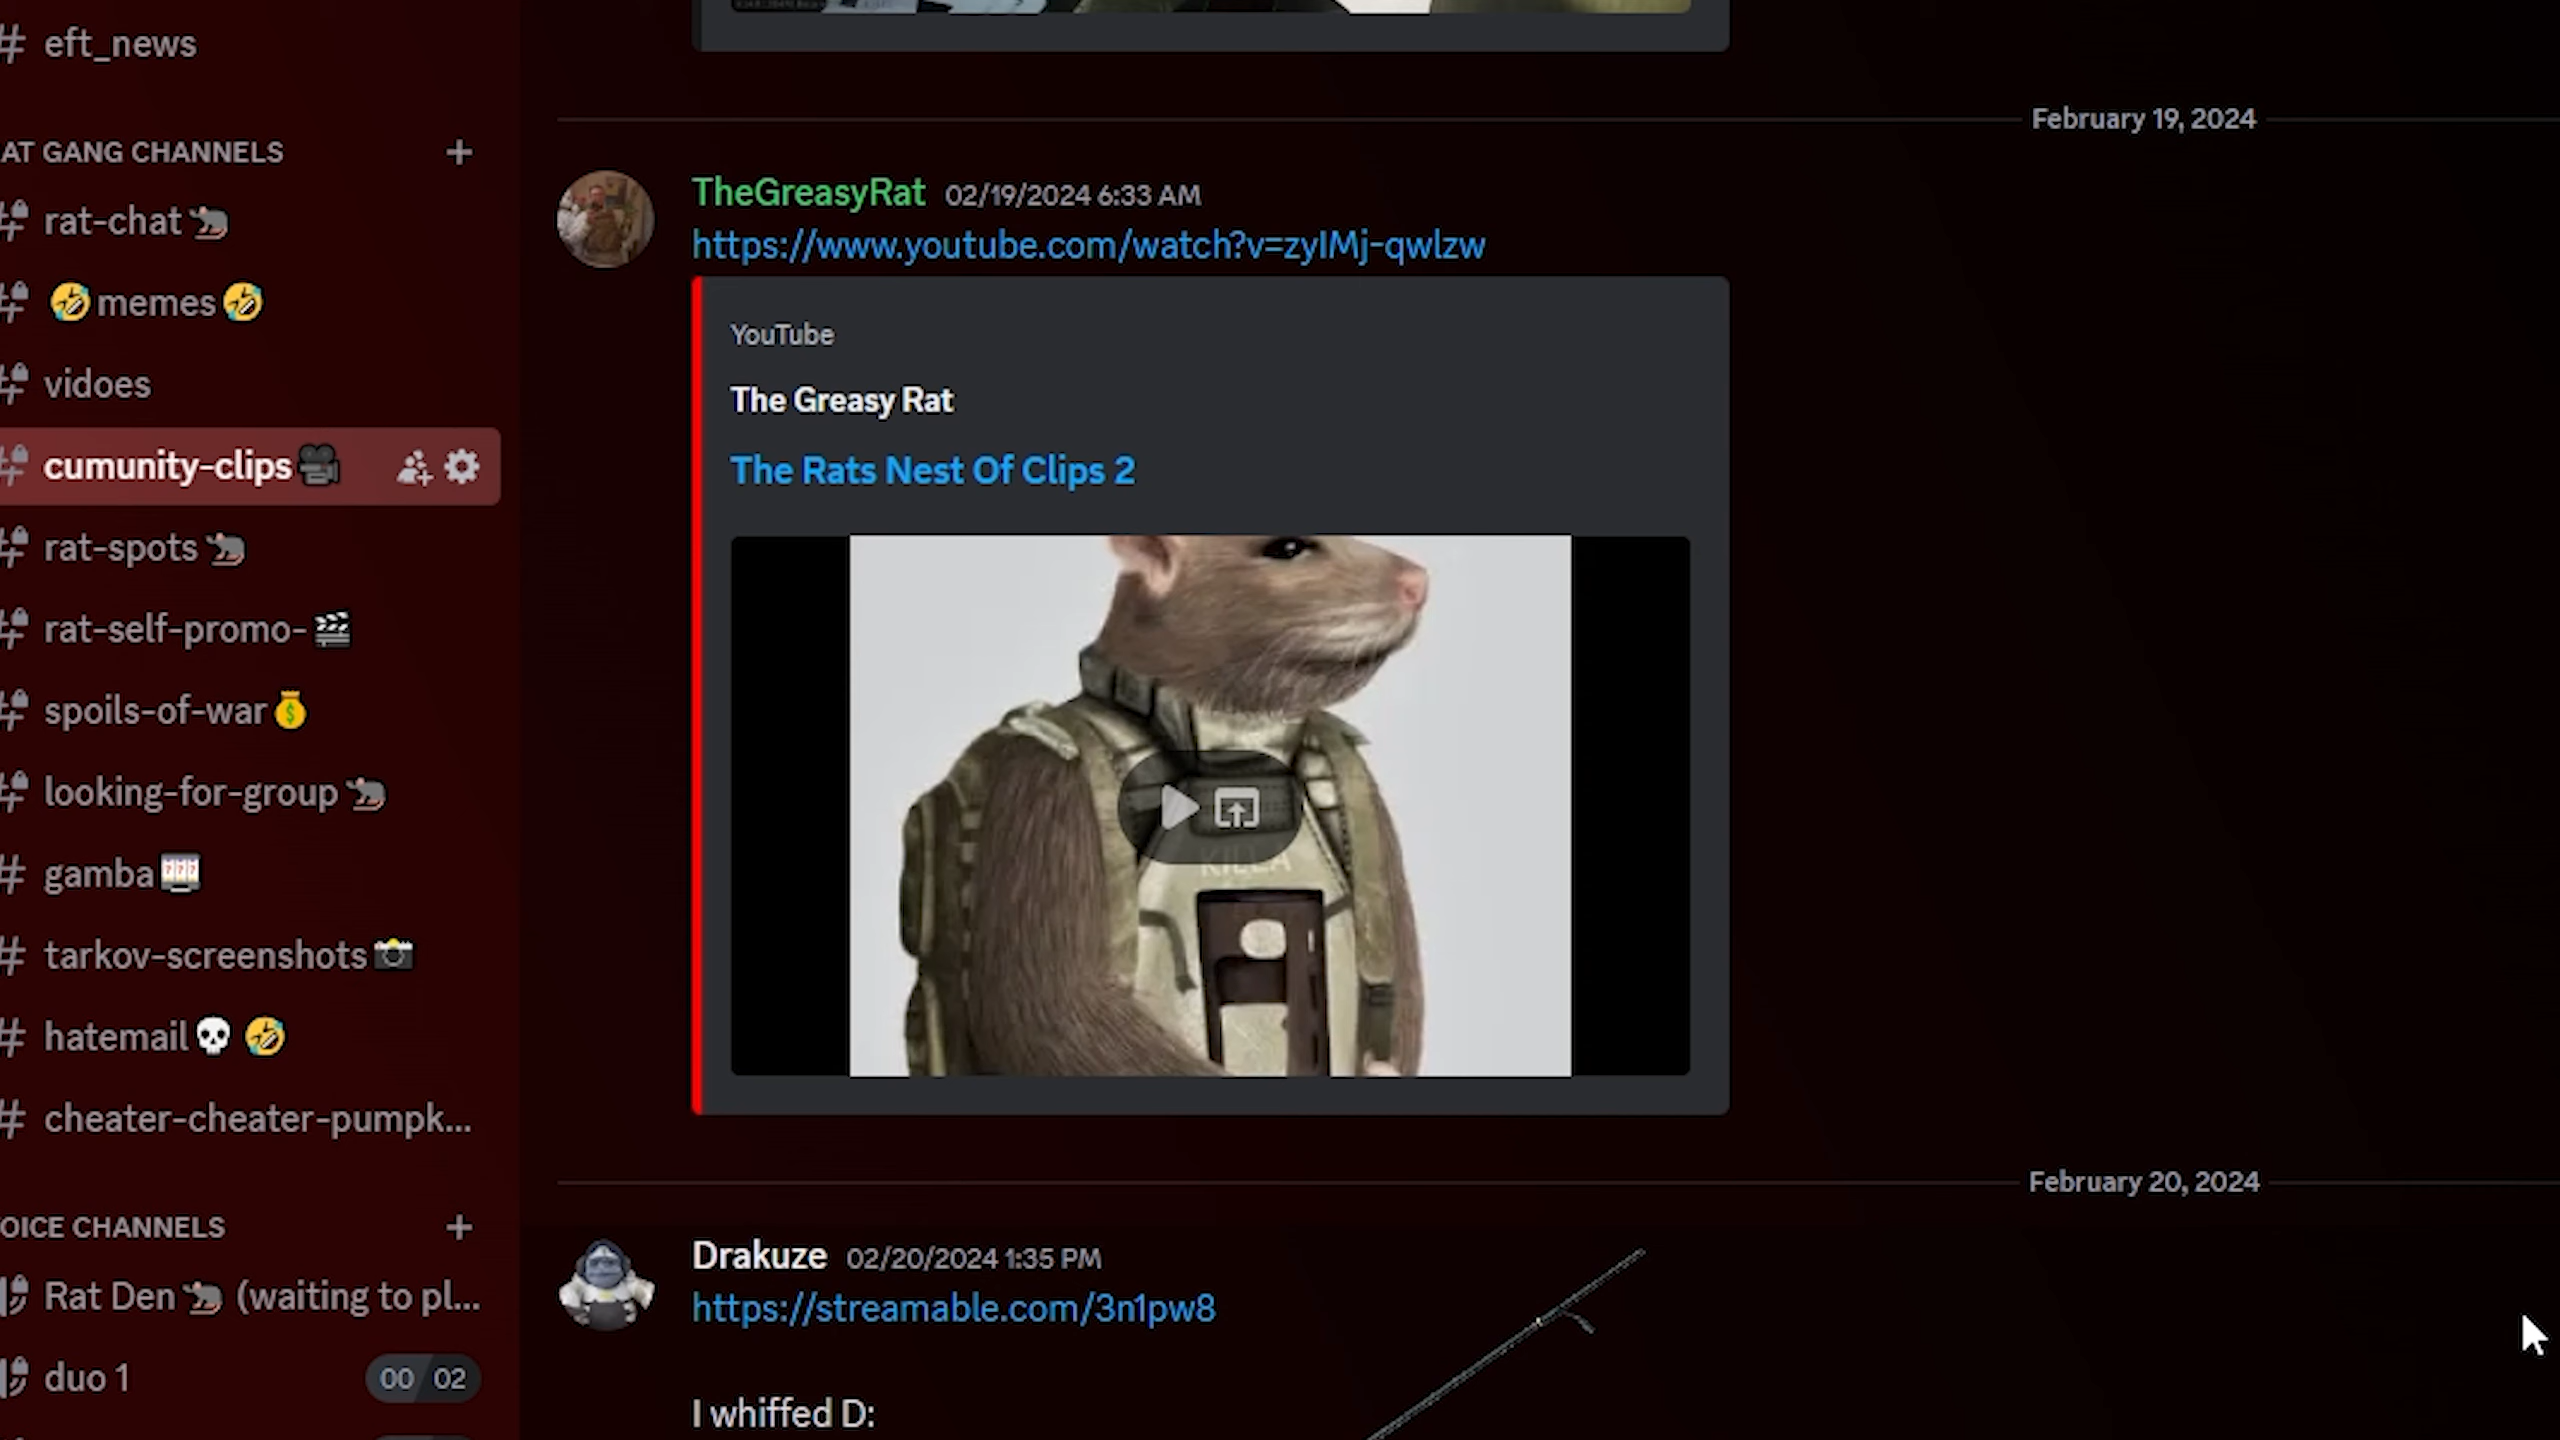 eft_news
AT GANG CHANNELS
rat-chat
memes
vidoes
cumunity-clips
rat-spots
rat-self-promo-
spoils-of-war
looking-for-group
gamba
tarkov-screenshots
hatemail
cheater-cheater-pumpk...
OICE CHANNELS
Rat Den (waiting to pl...
duo 1
00 02
February 19, 2024
TheGreasyRat 02/19/2024 6:33 AM
https://www.youtube.com/watch?v=zyIMj-qwlzw
YouTube
The Greasy Rat
The Rats Nest Of Clips 2
KILLA
February 20, 2024
Drakuze 02/20/2024 1:35 PM
https://streamable.com/3n1pw8
I whiffed D: